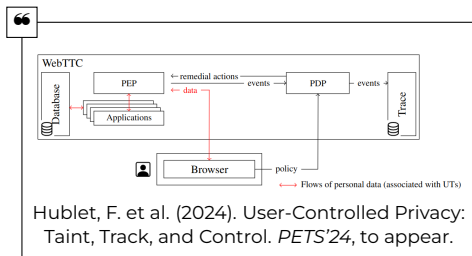 ❝
WebTTC
Database
PEP
Applications
remedial actions
events
data
PDP
events
Trace
Browser
policy
Flows of personal data (associated with UTs)
Hublet, F. et al. (2024). User-Controlled Privacy:
Taint, Track, and Control. PETS'24, to appear.